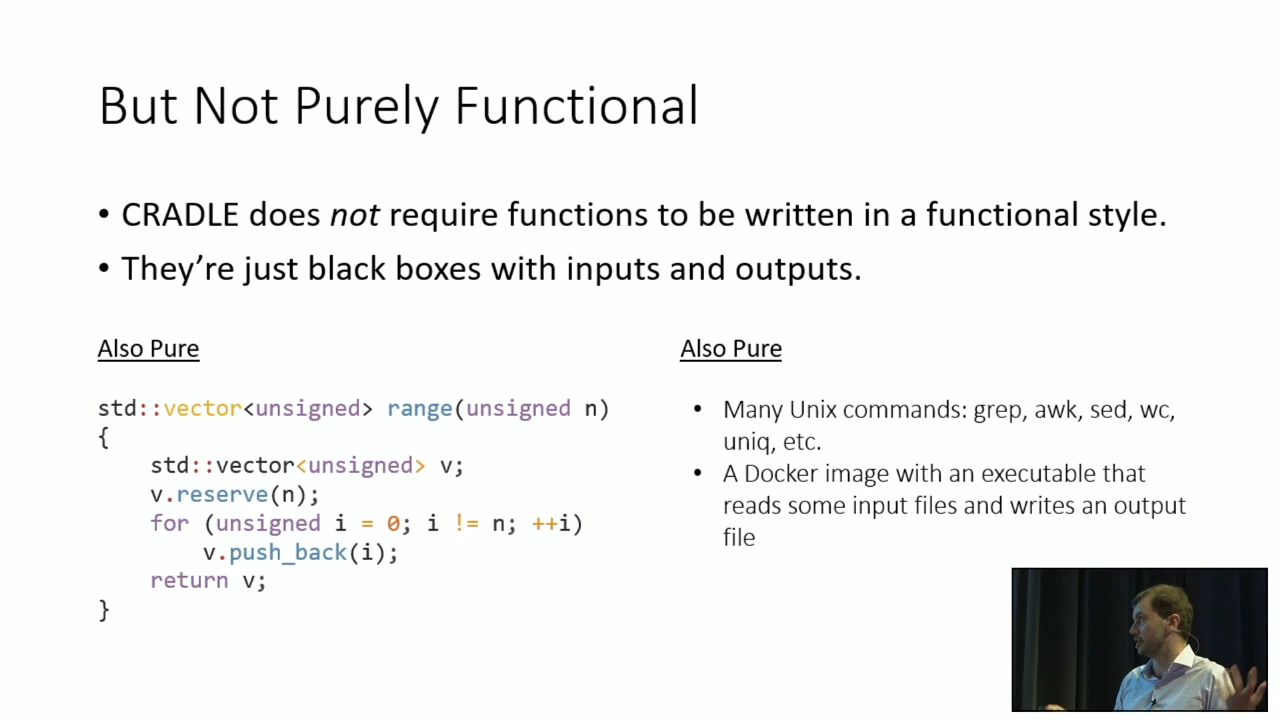 But Not Purely Functional
• CRADLE does not require functions to be written in a functional style.
• They’re just black boxes with inputs and outputs.
Also Pure
std::vector<unsigned> range(unsigned n)
{
    std::vector<unsigned> v;
    v.reserve(n);
    for (unsigned i = 0; i != n; ++i)
        v.push_back(i);
    return v;
}
Also Pure
• Many Unix commands: grep, awk, sed, wc,
uniq, etc.
• A Docker image with an executable that
reads some input files and writes an output
file